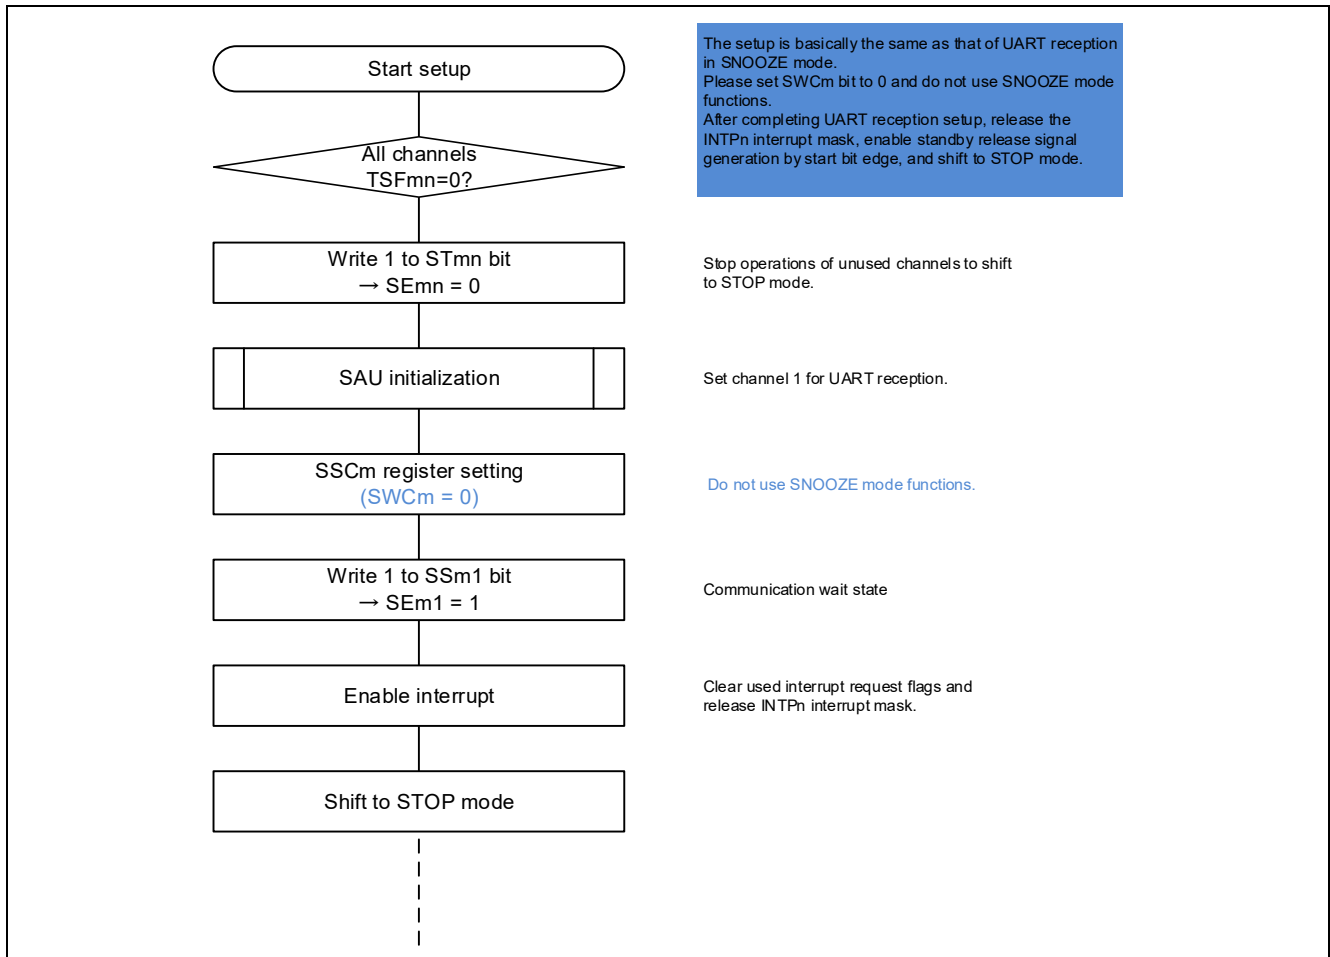 Start setup
The setup is basically the same as that of UART reception
in SNOOZE mode.
Please set SWCm bit to 0 and do not use SNOOZE mode
functions.
After completing UART reception setup, release the
INTPn interrupt mask, enable standby release signal
generation by start bit edge, and shift to STOP mode.
All channels
TSFmn=0?
Write 1 to STmn bit
→ SEmn = 0
Stop operations of unused channels to shift
to STOP mode.
SAU initialization
Set channel 1 for UART reception.
SSCm register setting
(SWCm = 0)
Do not use SNOOZE mode functions.
Write 1 to SSm1 bit
→ SEm1 = 1
Communication wait state
Enable interrupt
Clear used interrupt request flags and
release INTPn interrupt mask.
Shift to STOP mode